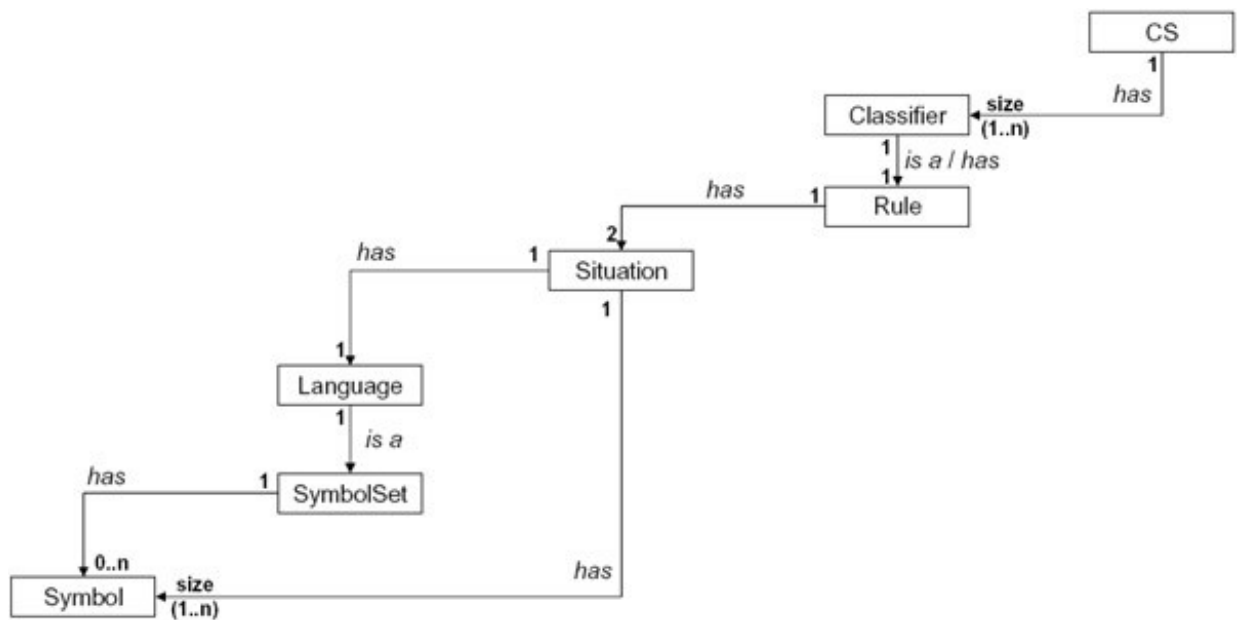 CS
1
has
size
(1..n)
Classifier
1
is a / has
1
Rule
1
has
2
Situation
1
has
1
1
Language
1
is a
SymbolSet
1
has
0..n
Symbol
size
(1..n)
has